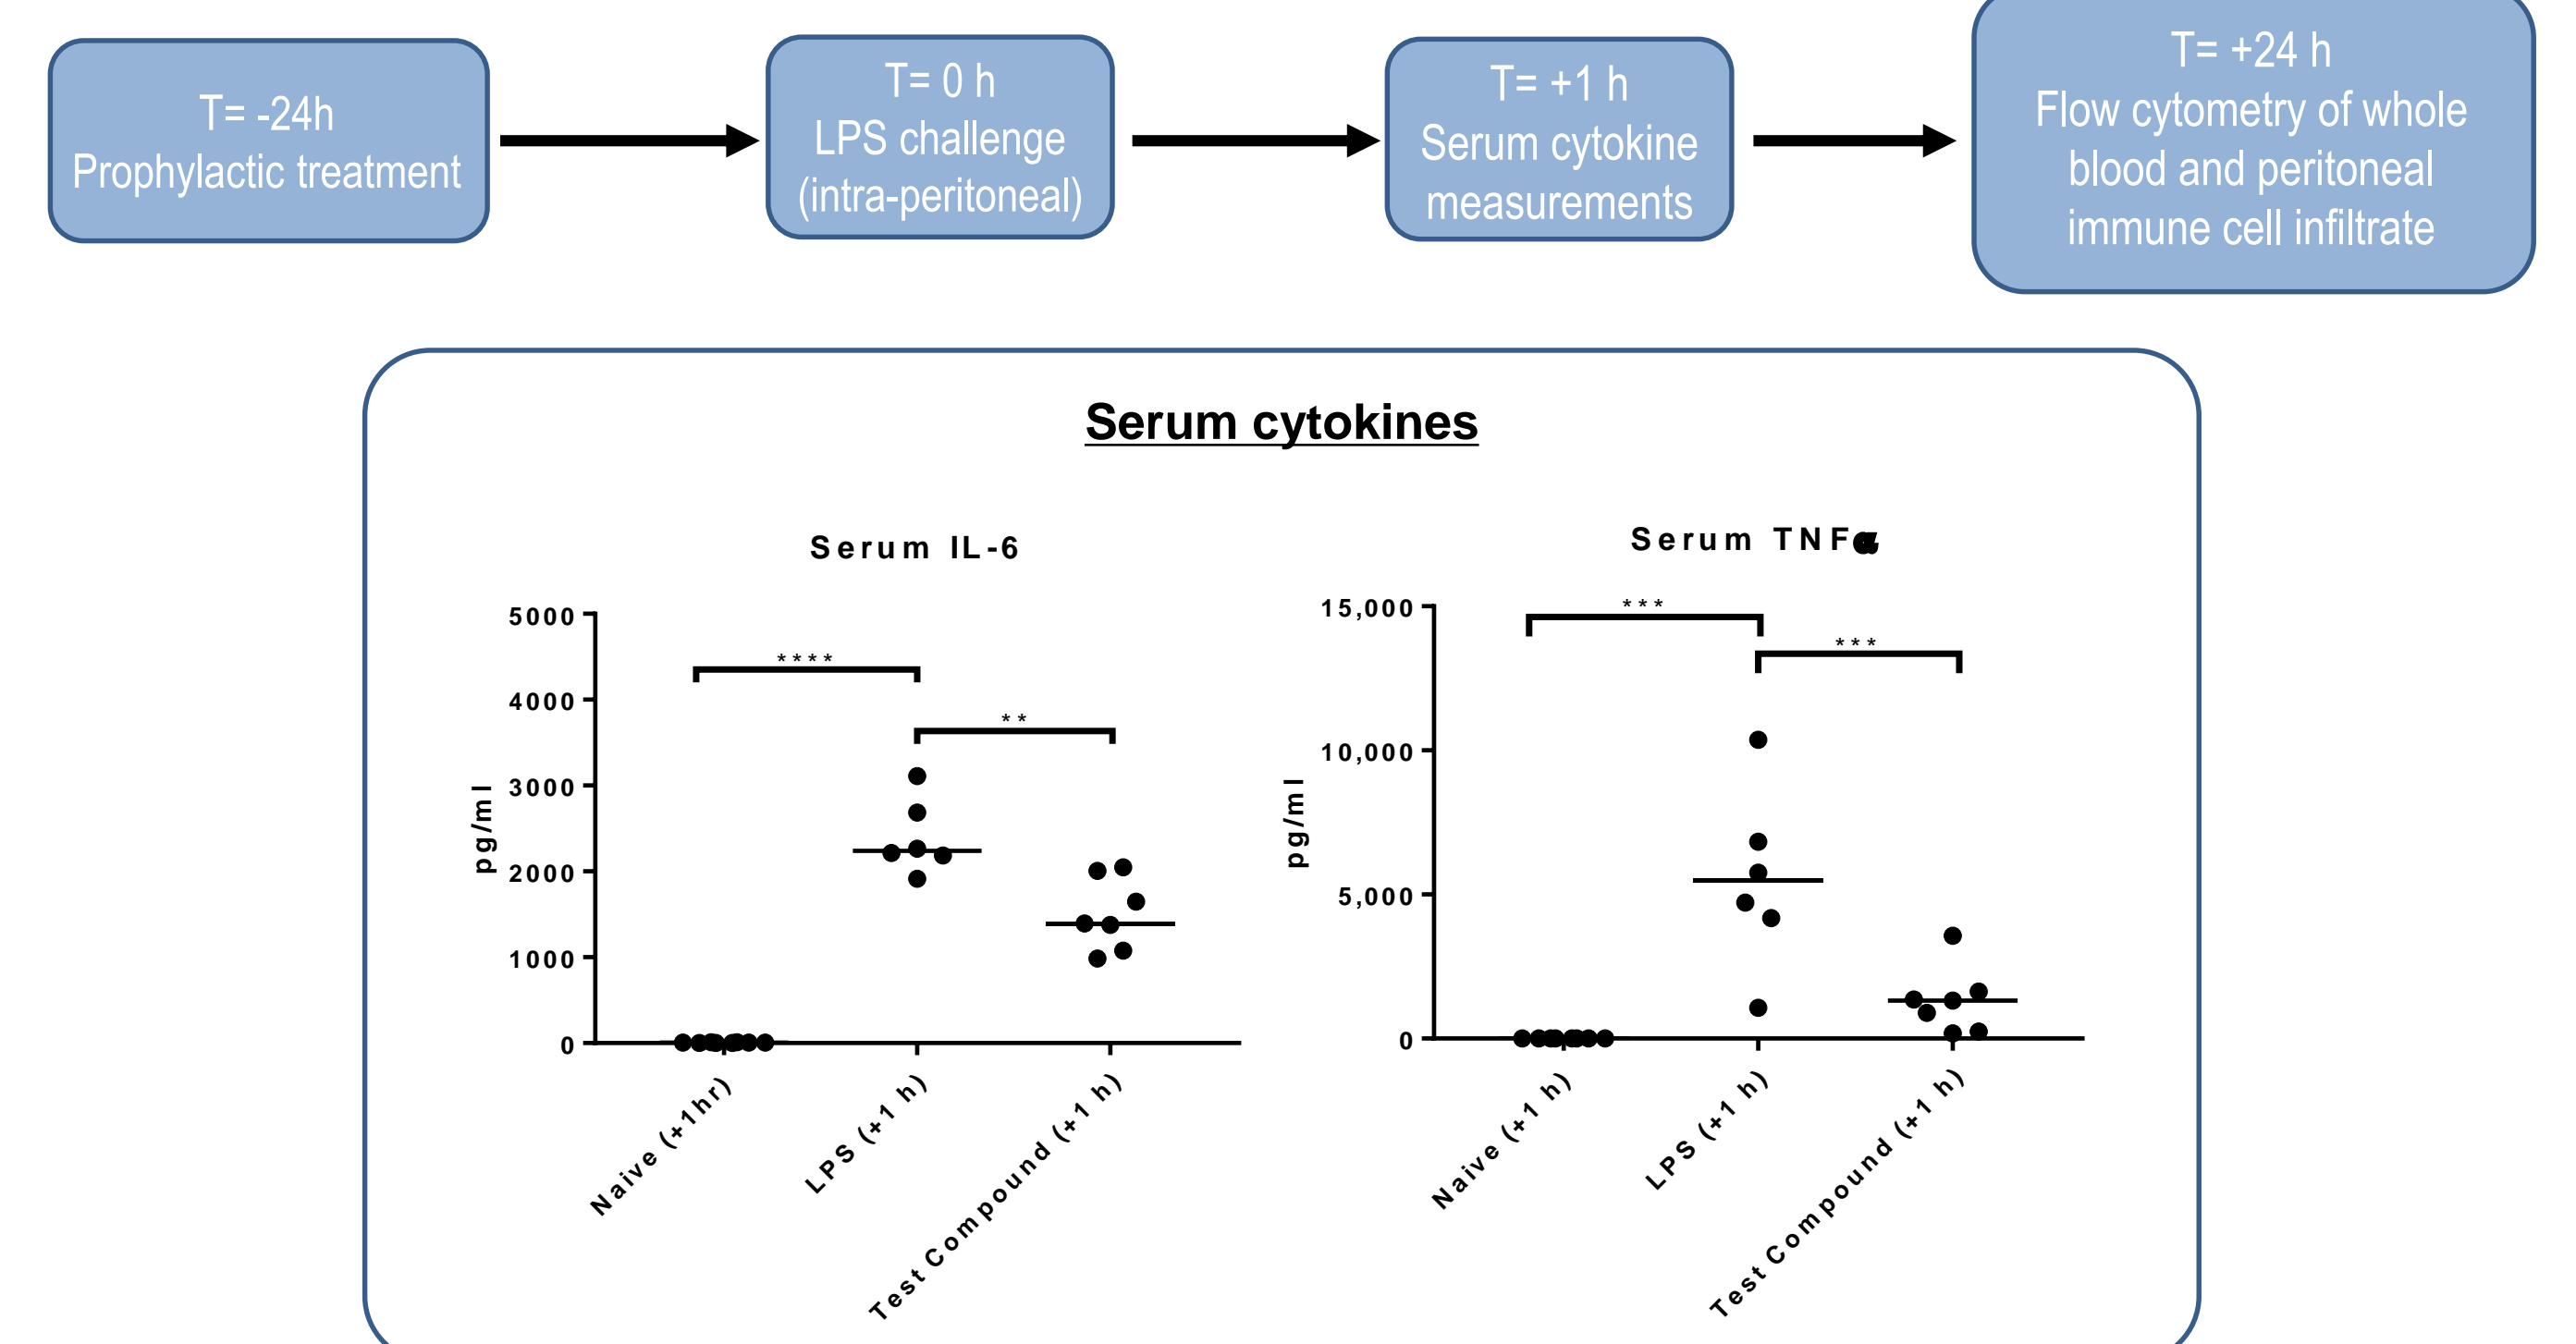 T= -24h
Prophylactic treatment
T= 0 h
LPS challenge
(intra-peritoneal)
T= +1 h
Serum cytokine
measurements
T= +24 h
Flow cytometry of whole
blood and peritoneal
immune cell infiltrate
Serum cytokines
Serum IL-6
pg/ml
5000
4000
3000
2000
1000
0
****
**
Naive (+1hr)
LPS (+1 h)
Test Compound (+1 h)
Serum TNFα
pg/ml
15,000
10,000
5,000
0
***
***
Naive (+1 h)
LPS (+1 h)
Test Compound (+1 h)